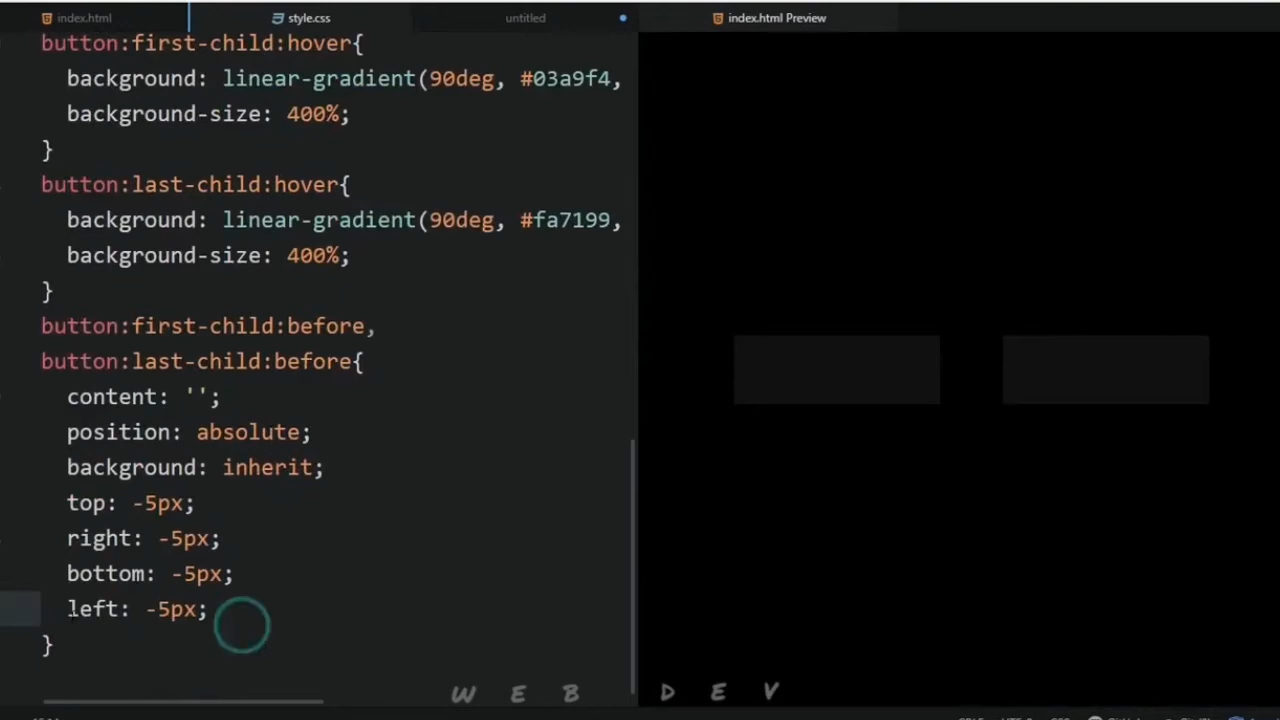 index.html
style.css
untitled
index.html Preview
button:first-child:hover{
background: linear-gradient(90deg, #03a9f4,
background-size: 400%;
}
button:last-child:hover{
background: linear-gradient(90deg, #fa7199,
background-size: 400%;
}
button:first-child:before,
button:last-child:before{
content: '';
position: absolute;
background: inherit;
top: -5px;
right: -5px;
bottom: -5px;
left: -5px;
}
WEB DEV